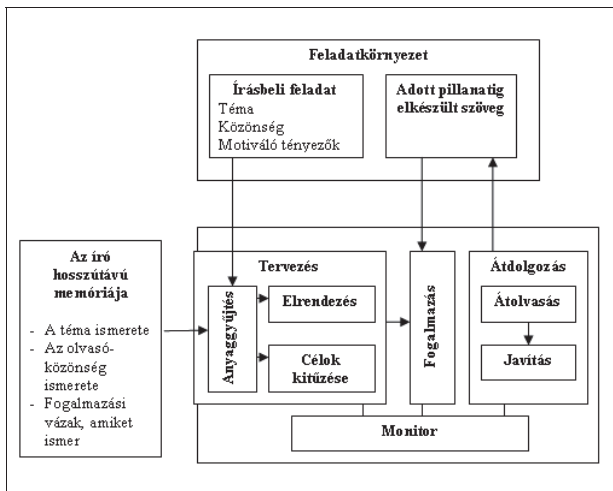 Feladatkörnyezet
Írásbeli feladat
Téma
Közönség
Motiváló tényezők
Adott pillanatig
elkészült szöveg
Az író
hosszútávú
memóriája
- A téma ismerete
- Az olvasó-
közönség
ismerete
- Fogalmazási
vázak, amiket
ismer
Tervezés
Anyaggyűjtés
Elrendezés
Célok
kitűzése
Fogalmazás
Átdolgozás
Átolvasás
Javítás
Monitor